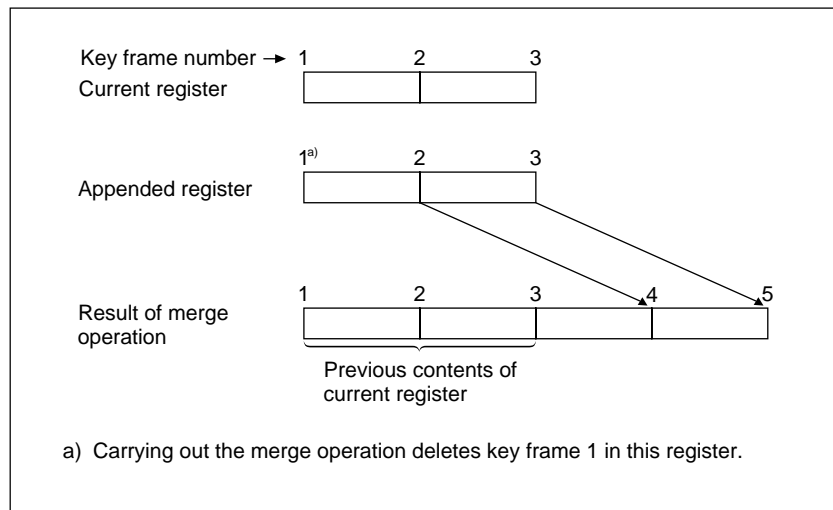 Key frame number → 1 2 3
Current register
1a) 2 3
Appended register
1 2 3 4 5
Result of merge
operation
Previous contents of
current register
a) Carrying out the merge operation deletes key frame 1 in this register.